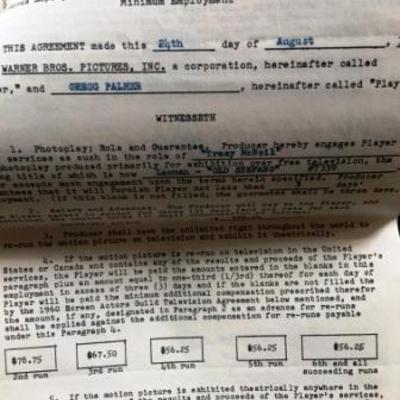 Minimum Employment
THIS AGREEMENT made this 24th day of August
WARNER BROS. PICTURES, INC. a corporation, hereinafter called
er," and GREGG PALMER, hereinafter called "Play
WITNESSETH
1. Photoplay; Role and Guarantee. Producer hereby engages Player
services as such in the role of "Tracy McNeil"
photoplay produced primarily for exhibition over free television, the
title of which is now Lawman - "OLD STEFANO" #7339
3. Producer shall have the unlimited right throughout the world to
re-run the motion picture on television and exhibit it theatrically.
4. If the motion picture is re-run on television in the United
States or Canada and contains any of the results and proceeds of the Player's
services, the Player will be paid the amounts entered in the blanks in this
paragraph plus an amount equal to one-third (1/3rd) thereof for each day of
employment in excess of three (3) days and if the blanks are not filled the
Player will be paid the minimum additional compensation prescribed therefor
by the 1960 Screen Actors Guild Television Agreement below mentioned, and
the amount, if any, designated in Paragraph 2 as an advance for re-runs
shall be applied against the additional compensation for re-runs payable
under this Paragraph 4.
$78.75 $67.50 $56.25 $56.25 $56.25
2nd run 3rd run 4th run 5th run 6th and all
succeeding runs
5. If the motion picture is exhibited theatrically anywhere in the
results and proceeds of the Player's services,